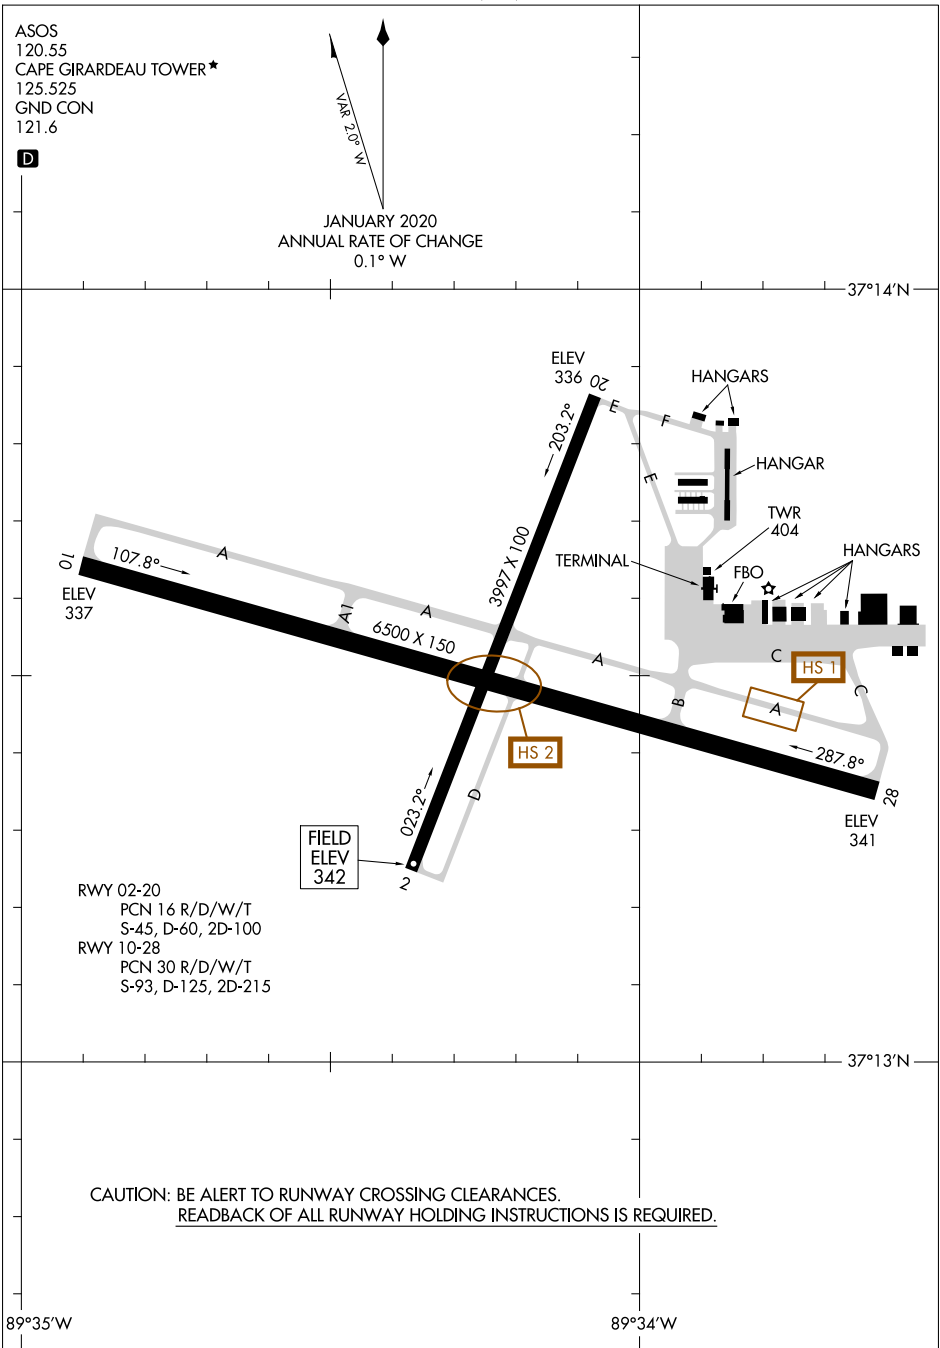 ASOS
120.55
CAPE GIRARDEAU TOWER★
125.525
GND CON
121.6
D
VAR 2.0° W
JANUARY 2020
ANNUAL RATE OF CHANGE
0.1° W
37°14'N
ELEV
336
20
HANGARS
E
F
203.2°
HANGAR
E
TWR
404
A
10
107.8°
3997 X 100
TERMINAL
FBO
HANGARS
ELEV
337
A1
A
6500 X 150
A
C
HS 1
C
B
A
HS 2
287.8°
D
023.2°
28
ELEV
341
FIELD
ELEV
342
2
RWY 02-20
PCN 16 R/D/W/T
S-45, D-60, 2D-100
RWY 10-28
PCN 30 R/D/W/T
S-93, D-125, 2D-215
37°13'N
CAUTION: BE ALERT TO RUNWAY CROSSING CLEARANCES.
READBACK OF ALL RUNWAY HOLDING INSTRUCTIONS IS REQUIRED.
89°35'W
89°34'W